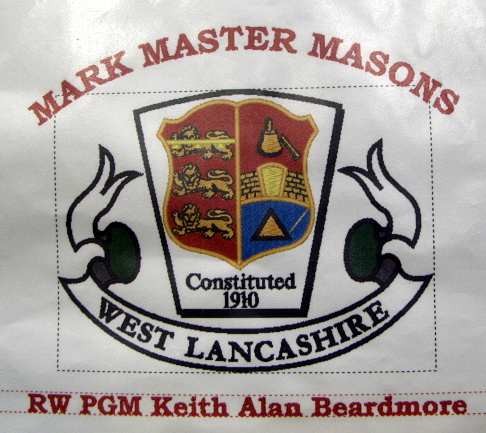 MARK MASTER MASONS
Constituted
1910
WEST LANCASHIRE
RW PGM Keith Alan Beardmore